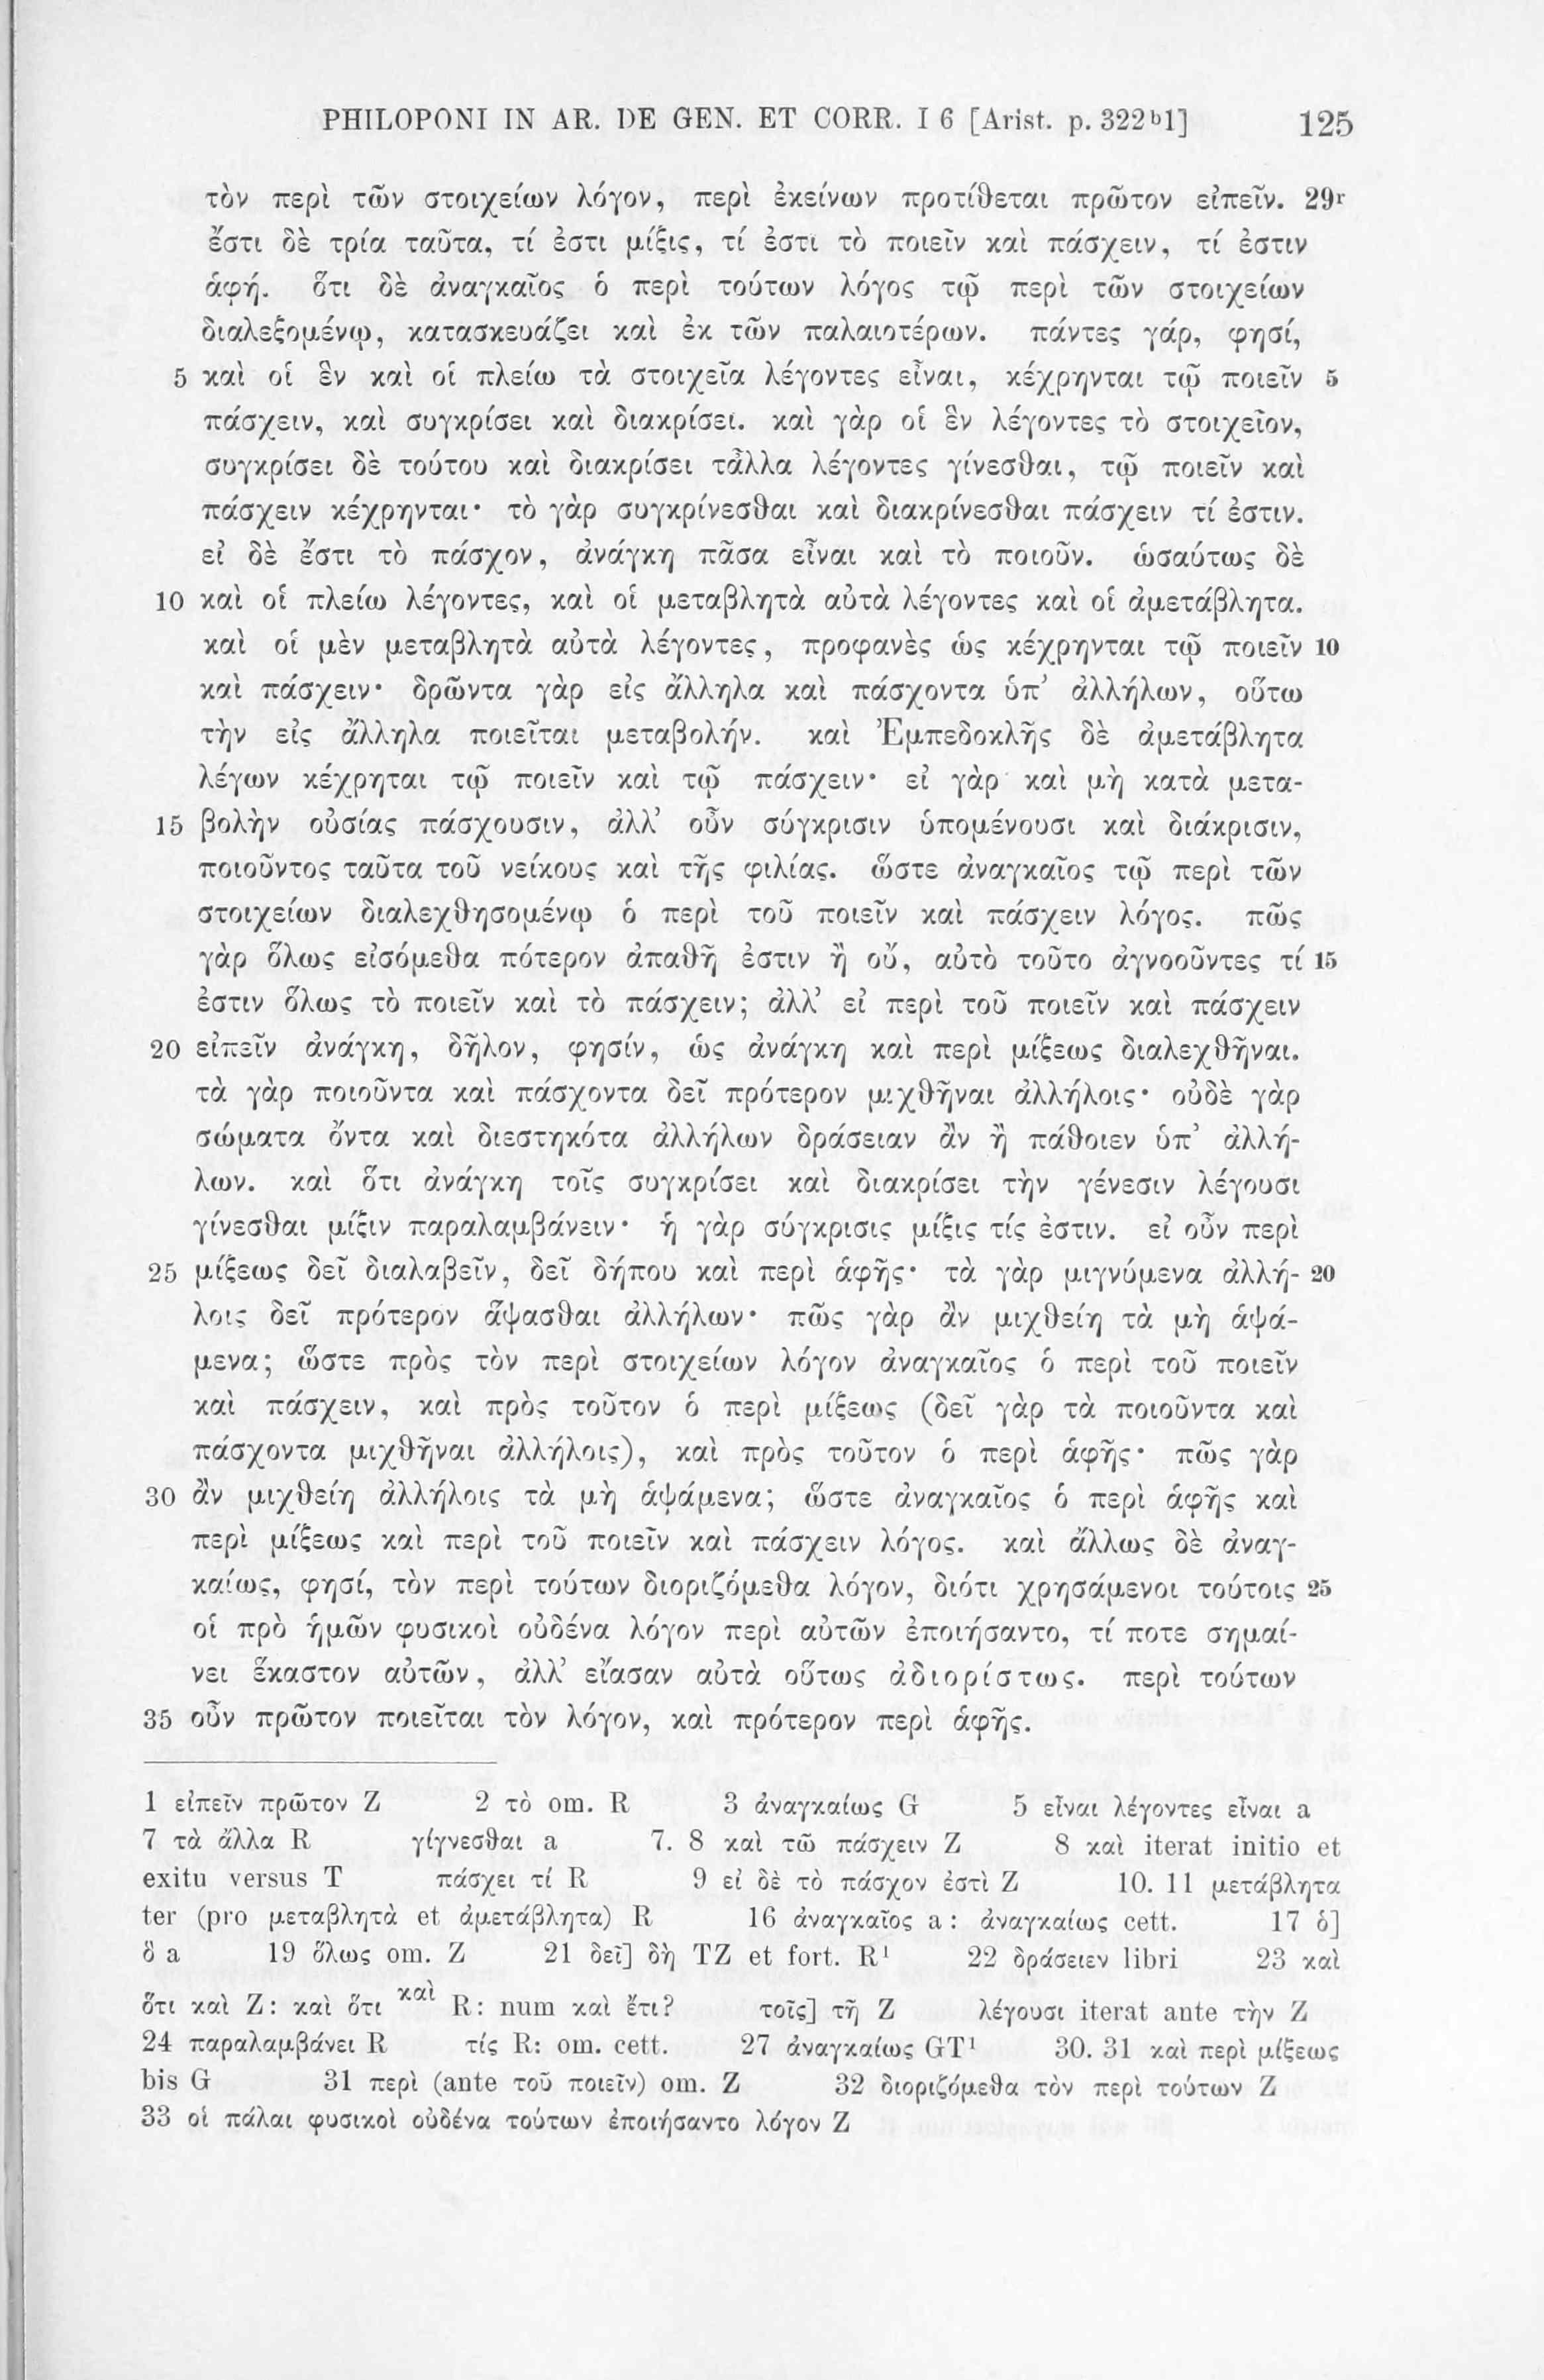 PHILOPONI IN AR. DE GEN. ET CORR. I 6 [Arist. p. 322ᵇ1] 125
τὸν περὶ τῶν στοιχείων λόγον, περὶ ἐκείνων προτίθεται πρῶτον εἰπεῖν. 29ʳ
ἔστι δὲ τρία ταῦτα, τί ἐστι μίξις, τί ἐστι τὸ ποιεῖν καὶ πάσχειν, τί ἐστιν
ἁφή. ὅτι δὲ ἀναγκαῖος ὁ περὶ τούτων λόγος τῷ περὶ τῶν στοιχείων
διαλεξομένῳ, κατασκευάζει καὶ ἐκ τῶν παλαιοτέρων. πάντες γάρ, φησί,
5 καὶ οἱ ἓν καὶ οἱ πλείω τὰ στοιχεῖα λέγοντες εἶναι, κέχρηνται τῷ ποιεῖν 5
πάσχειν, καὶ συγκρίσει καὶ διακρίσει. καὶ γὰρ οἱ ἓν λέγοντες τὸ στοιχεῖον,
συγκρίσει δὲ τούτου καὶ διακρίσει τἆλλα λέγοντες γίνεσθαι, τῷ ποιεῖν καὶ
πάσχειν κέχρηνται· τὸ γὰρ συγκρίνεσθαι καὶ διακρίνεσθαι πάσχειν τί ἐστιν.
εἰ δὲ ἔστι τὸ πάσχον, ἀνάγκη πᾶσα εἶναι καὶ τὸ ποιοῦν. ὡσαύτως δὲ
10 καὶ οἱ πλείω λέγοντες, καὶ οἱ μεταβλητὰ αὐτὰ λέγοντες καὶ οἱ ἀμετάβλητα.
καὶ οἱ μὲν μεταβλητὰ αὐτὰ λέγοντες, προφανὲς ὡς κέχρηνται τῷ ποιεῖν 10
καὶ πάσχειν· δρῶντα γὰρ εἰς ἄλληλα καὶ πάσχοντα ὑπ’ ἀλλήλων, οὕτω
τὴν εἰς ἄλληλα ποιεῖται μεταβολήν. καὶ Ἐμπεδοκλῆς δὲ ἀμετάβλητα
λέγων κέχρηται τῷ ποιεῖν καὶ τῷ πάσχειν· εἰ γὰρ καὶ μὴ κατὰ μετα-
15 βολὴν οὐσίας πάσχουσιν, ἀλλ’ οὖν σύγκρισιν ὑπομένουσι καὶ διάκρισιν,
ποιοῦντος ταῦτα τοῦ νείκους καὶ τῆς φιλίας. ὥστε ἀναγκαῖος τῷ περὶ τῶν
στοιχείων διαλεχθησομένῳ ὁ περὶ τοῦ ποιεῖν καὶ πάσχειν λόγος. πῶς
γὰρ ὅλως εἰσόμεθα πότερον ἀπαθῆ ἐστιν ἢ οὔ, αὐτὸ τοῦτο ἀγνοοῦντες τί 15
ἐστιν ὅλως τὸ ποιεῖν καὶ τὸ πάσχειν; ἀλλ’ εἰ περὶ τοῦ ποιεῖν καὶ πάσχειν
20 εἰπεῖν ἀνάγκη, δῆλον, φησίν, ὡς ἀνάγκη καὶ περὶ μίξεως διαλεχθῆναι.
τὰ γὰρ ποιοῦντα καὶ πάσχοντα δεῖ πρότερον μιχθῆναι ἀλλήλοις· οὐδὲ γὰρ
σώματα ὄντα καὶ διεστηκότα ἀλλήλων δράσειαν ἂν ἢ πάθοιεν ὑπ’ ἀλλή-
λων. καὶ ὅτι ἀνάγκη τοῖς συγκρίσει καὶ διακρίσει τὴν γένεσιν λέγουσι
γίνεσθαι μίξιν παραλαμβάνειν· ἡ γὰρ σύγκρισις μίξις τίς ἐστιν. εἰ οὖν περὶ
25 μίξεως δεῖ διαλαβεῖν, δεῖ δήπου καὶ περὶ ἁφῆς· τὰ γὰρ μιγνύμενα ἀλλή- 20
λοις δεῖ πρότερον ἅψασθαι ἀλλήλων· πῶς γὰρ ἂν μιχθείη τὰ μὴ ἁψά-
μενα; ὥστε πρὸς τὸν περὶ στοιχείων λόγον ἀναγκαῖος ὁ περὶ τοῦ ποιεῖν
καὶ πάσχειν, καὶ πρὸς τοῦτον ὁ περὶ μίξεως (δεῖ γὰρ τὰ ποιοῦντα καὶ
πάσχοντα μιχθῆναι ἀλλήλοις), καὶ πρὸς τοῦτον ὁ περὶ ἁφῆς· πῶς γὰρ
30 ἂν μιχθείη ἀλλήλοις τὰ μὴ ἁψάμενα; ὥστε ἀναγκαῖος ὁ περὶ ἁφῆς καὶ
περὶ μίξεως καὶ περὶ τοῦ ποιεῖν καὶ πάσχειν λόγος. καὶ ἄλλως δὲ ἀναγ-
καίως, φησί, τὸν περὶ τούτων διοριζόμεθα λόγον, διότι χρησάμενοι τούτοις 25
οἱ πρὸ ἡμῶν φυσικοὶ οὐδένα λόγον περὶ αὐτῶν ἐποιήσαντο, τί ποτε σημαί-
νει ἕκαστον αὐτῶν, ἀλλ’ εἴασαν αὐτὰ οὕτως ἀδιορίστως. περὶ τούτων
35 οὖν πρῶτον ποιεῖται τὸν λόγον, καὶ πρότερον περὶ ἁφῆς.
1 εἰπεῖν πρῶτον Z 2 τὸ om. R 3 ἀναγκαίως G 5 εἶναι λέγοντες εἶναι a
7 τὰ ἄλλα R γίγνεσθαι a 7. 8 καὶ τῶ πάσχειν Z 8 καὶ iterat initio et
exitu versus T πάσχει τί R 9 εἰ δὲ τὸ πάσχον ἐστὶ Z 10. 11 μετάβλητα
ter (pro μεταβλητὰ et ἀμετάβλητα) R 16 ἀναγκαῖος a: ἀναγκαίως cett. 17 ὁ]
ὃ a 19 ὅλως om. Z 21 δεῖ] δὴ TZ et fort. R¹ 22 δράσειεν libri 23 καὶ
ὅτι καὶ Z: καὶ ὅτι καὶ R: num καὶ ἔτι? τοῖς] τῆ Z λέγουσι iterat ante τὴν Z
24 παραλαμβάνει R τίς R: om. cett. 27 ἀναγκαίως GT¹ 30. 31 καὶ περὶ μίξεως
bis G 31 περὶ (ante τοῦ ποιεῖν) om. Z 32 διοριζόμεθα τὸν περὶ τούτων Z
33 οἱ πάλαι φυσικοὶ οὐδένα τούτων ἐποιήσαντο λόγον Z